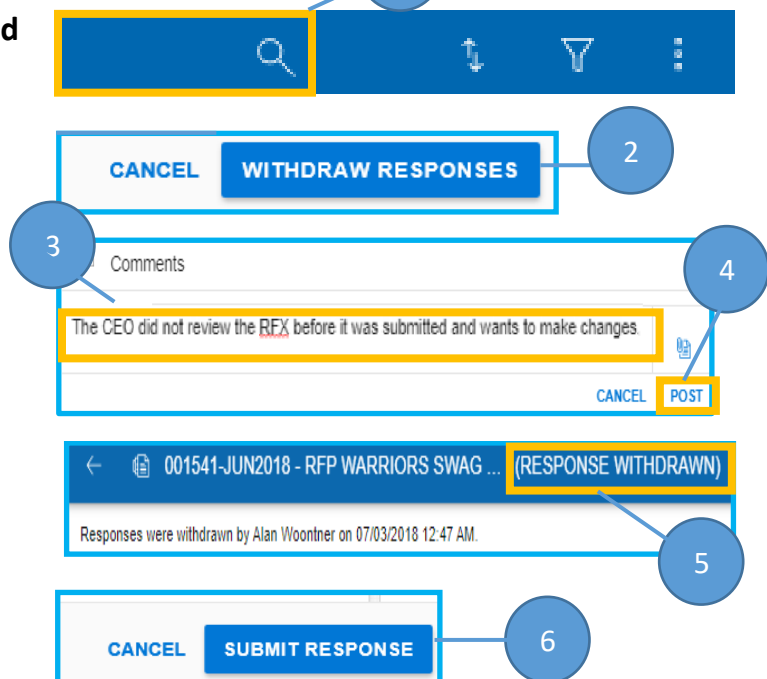 d
CANCEL WITHDRAW RESPONSES
2
3
Comments
4
The CEO did not review the RFX before it was submitted and wants to make changes.
CANCEL POST
001541-JUN2018 - RFP WARRIORS SWAG ... (RESPONSE WITHDRAWN)
Responses were withdrawn by Alan Woontner on 07/03/2018 12:47 AM.
5
CANCEL SUBMIT RESPONSE
6